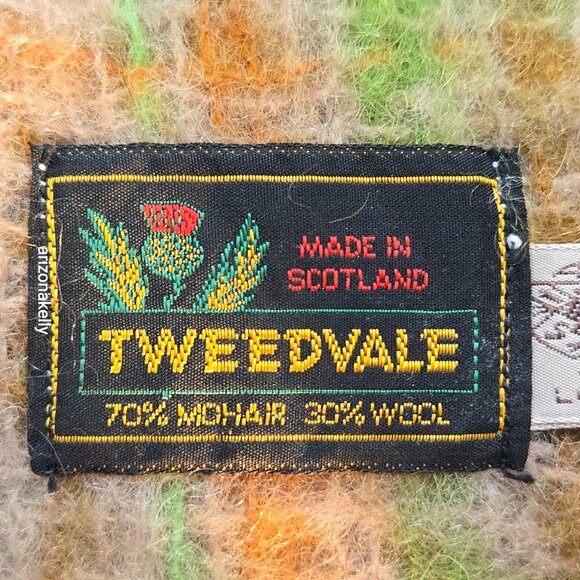 MADE IN
SCOTLAND
TWEEDVALE
70% MOHAIR 30% WOOL
arizonakelly